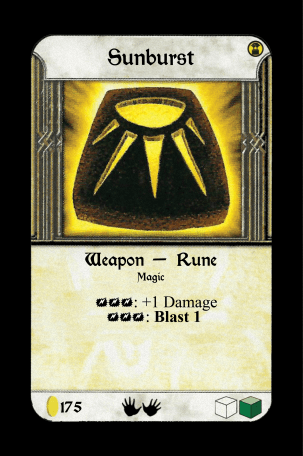 Sunburst
Weapon — Rune
Magic
: +1 Damage
: Blast 1
175